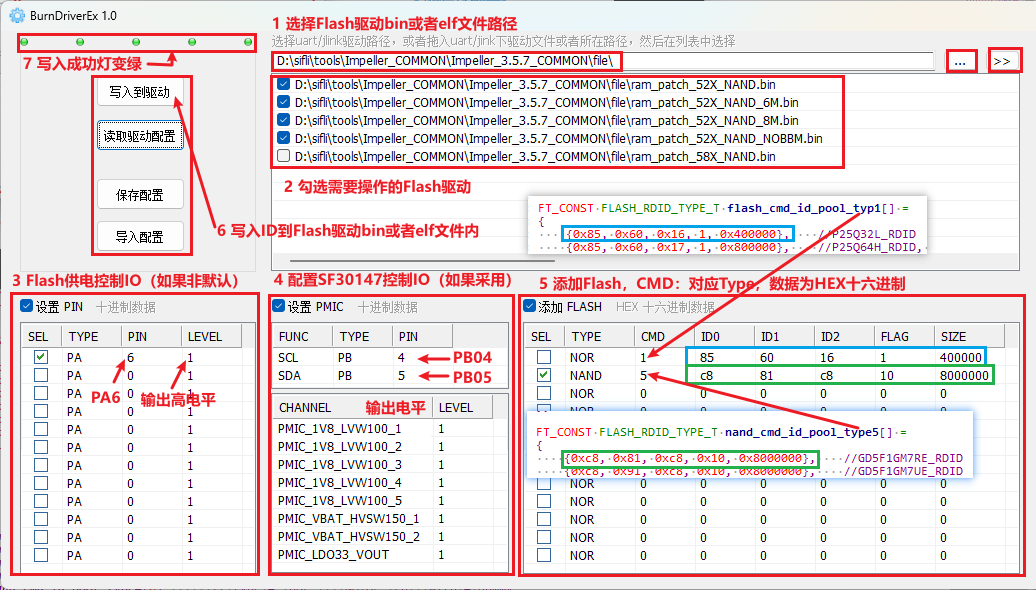 BurnDriverEx 1.0
1 选择Flash驱动bin或者elf文件路径
选择uart/jlink驱动路径，或者拖入uart/jink下驱动文件或者所在路径，然后在列表中选择
7 写入成功灯变绿
D:\sifli\tools\Impeller_COMMON\Impeller_3.5.7_COMMON\file\
...
>>
写入到驱动
读取驱动配置
保存配置
导入配置
D:\sifli\tools\Impeller_COMMON\Impeller_3.5.7_COMMON\file\ram_patch_52X_NAND.bin
D:\sifli\tools\Impeller_COMMON\Impeller_3.5.7_COMMON\file\ram_patch_52X_NAND_6M.bin
D:\sifli\tools\Impeller_COMMON\Impeller_3.5.7_COMMON\file\ram_patch_52X_NAND_8M.bin
D:\sifli\tools\Impeller_COMMON\Impeller_3.5.7_COMMON\file\ram_patch_52X_NAND_NOBBM.bin
D:\sifli\tools\Impeller_COMMON\Impeller_3.5.7_COMMON\file\ram_patch_58X_NAND.bin
2 勾选需要操作的Flash驱动
6 写入ID到Flash驱动bin或者elf文件内
FT_CONST FLASH_RDID_TYPE_T flash_cmd_id_pool_typ1[] =
{
{0x85, 0x60, 0x16, 1, 0x400000}, //P25Q32L_RDID
{0x85, 0x60, 0x17, 1, 0x800000}, //P25Q64H_RDID,
3 Flash供电控制IO（如果非默认）
设置 PIN 十进制数据
SEL TYPE PIN LEVEL
PA 6 1
PA 0 1
PA 0 1
PA 0 1
PA 0 1
PA 0 1
PA 0 1
PA 0 1
PA 0 1
PA 0 1
PA 0 1
PA 0 1
PA6 输出高电平
4 配置SF30147控制IO（如果采用）
设置 PMIC 十进制数据
FUNC TYPE PIN
SCL PB 4 PB04
SDA PB 5 PB05
CHANNEL 输出电平 LEVEL
PMIC_1V8_LVW100_1 1
PMIC_1V8_LVW100_2 1
PMIC_1V8_LVW100_3 1
PMIC_1V8_LVW100_4 1
PMIC_1V8_LVW100_5 1
PMIC_VBAT_HVSW150_1 1
PMIC_VBAT_HVSW150_2 1
PMIC_LDO33_VOUT 1
5 添加Flash，CMD：对应Type，数据为HEX十六进制
添加 FLASH HEX 十六进制数据
SEL TYPE CMD ID0 ID1 ID2 FLAG SIZE
NOR 1 85 60 16 1 400000
NAND 5 c8 81 c8 10 8000000
NOR 0 0 0 0 0 0
FT_CONST FLASH_RDID_TYPE_T nand_cmd_id_pool_type5[] =
{
{0xc8, 0x81, 0xc8, 0x10, 0x8000000}, //GD5F1GM7RE_RDID
{0xc8, 0x91, 0xc8, 0x10, 0x8000000}, //GD5F1GM7UE_RDID
NOR 0 0 0 0 0 0
NOR 0 0 0 0 0 0
NOR 0 0 0 0 0 0
NOR 0 0 0 0 0 0
NOR 0 0 0 0 0 0